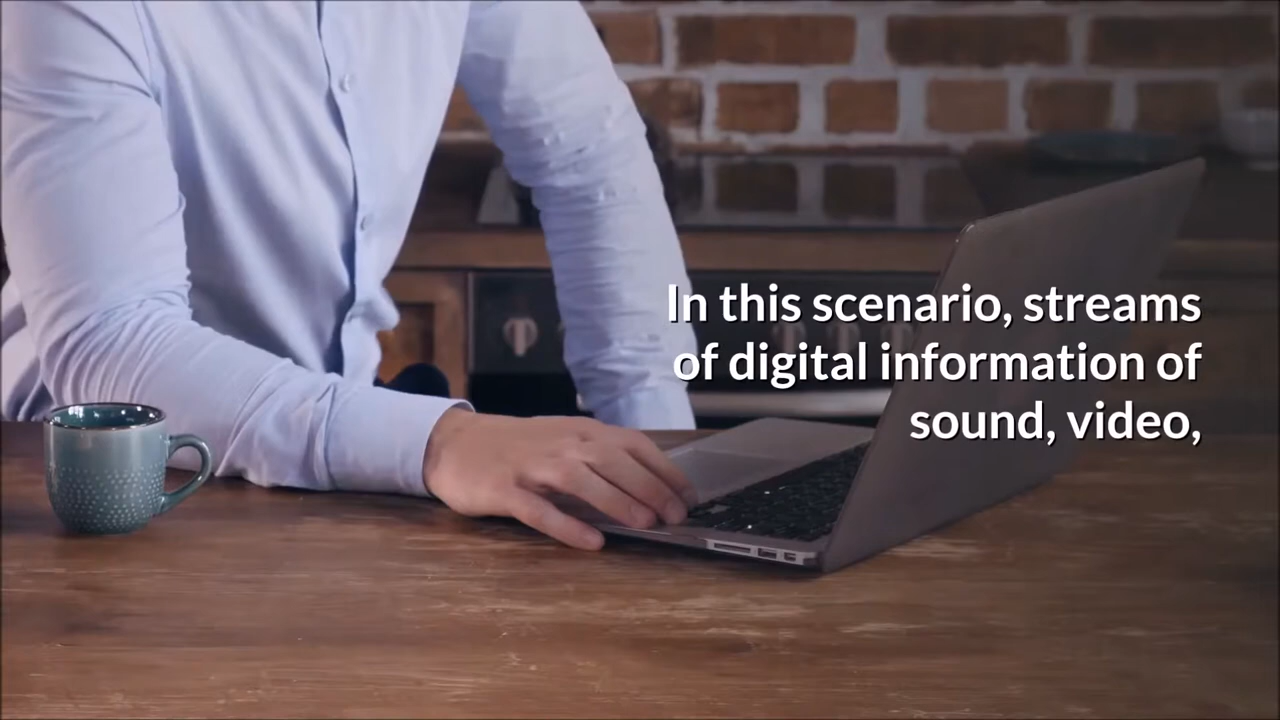 In this scenario, streams
of digital information of
sound, video,